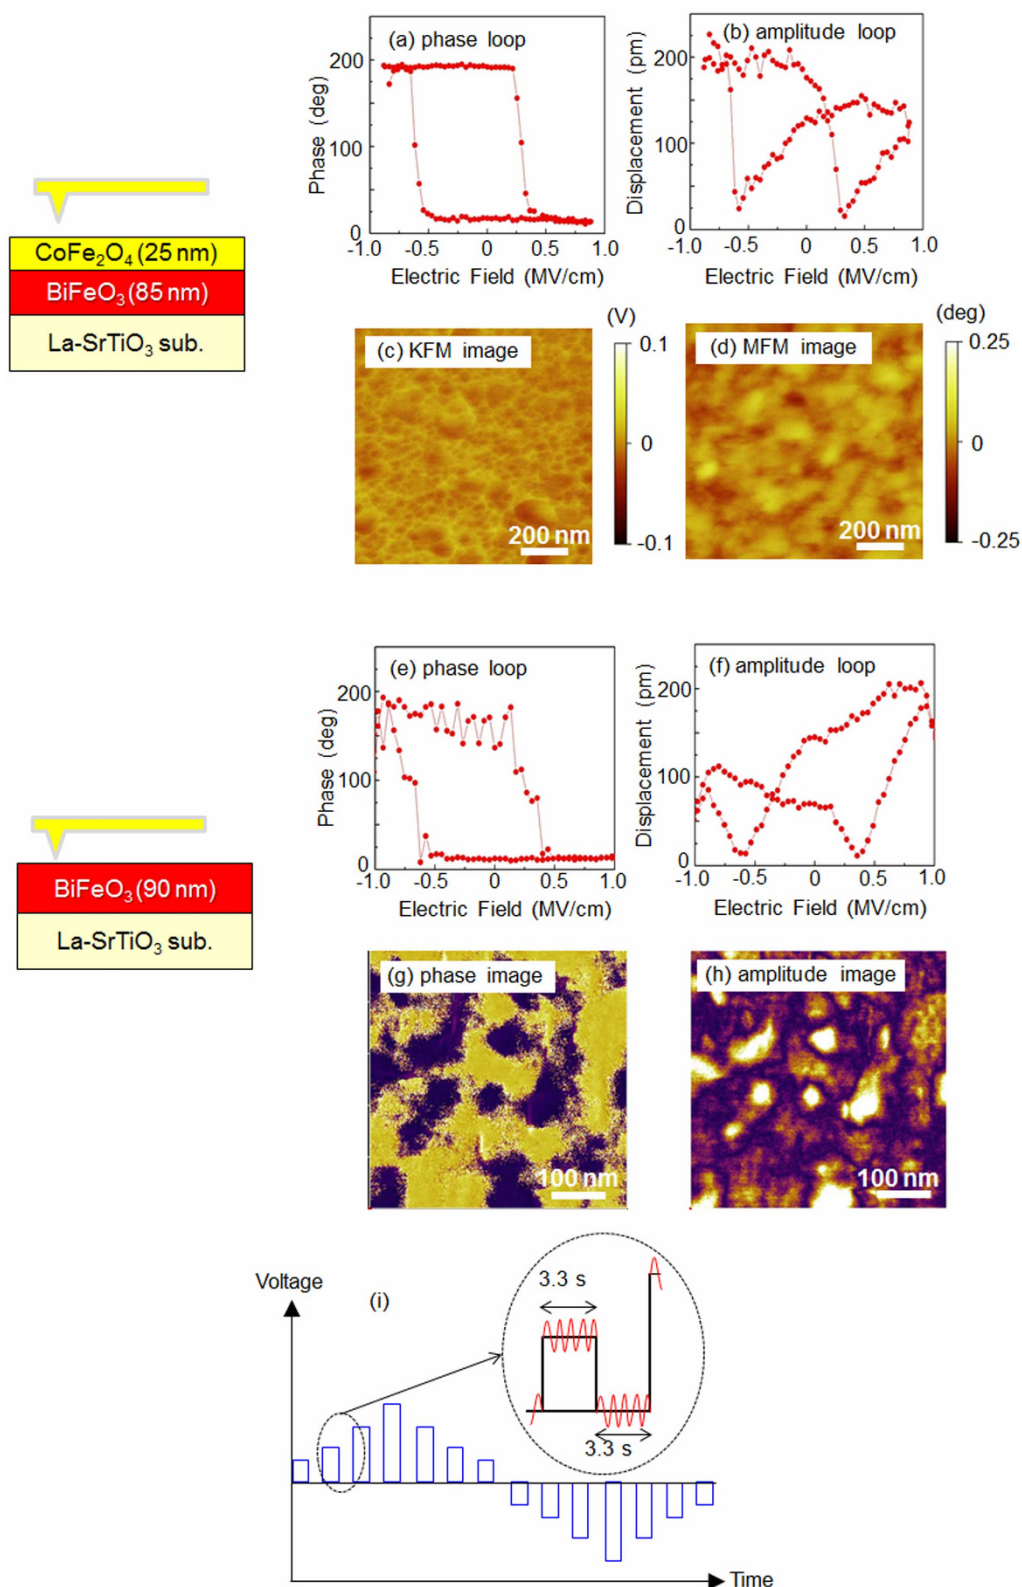 (a) phase loop
200
100
0
Phase (deg)
-1.0 -0.5 0 0.5 1.0
Electric Field (MV/cm)
(b) amplitude loop
200
100
0
Displacement (pm)
-1.0 -0.5 0 0.5 1.0
Electric Field (MV/cm)
CoFe₂O₄ (25 nm)
BiFeO₃ (85 nm)
La-SrTiO₃ sub.
(c) KFM image
200 nm
(V)
0.1
0
-0.1
(d) MFM image
200 nm
(deg)
0.25
0
-0.25
(e) phase loop
200
100
0
Phase (deg)
-1.0 -0.5 0 0.5 1.0
Electric Field (MV/cm)
(f) amplitude loop
200
100
0
Displacement (pm)
-1.0 -0.5 0 0.5 1.0
Electric Field (MV/cm)
BiFeO₃ (90 nm)
La-SrTiO₃ sub.
(g) phase image
100 nm
(h) amplitude image
100 nm
Voltage
(i)
3.3 s
3.3 s
Time